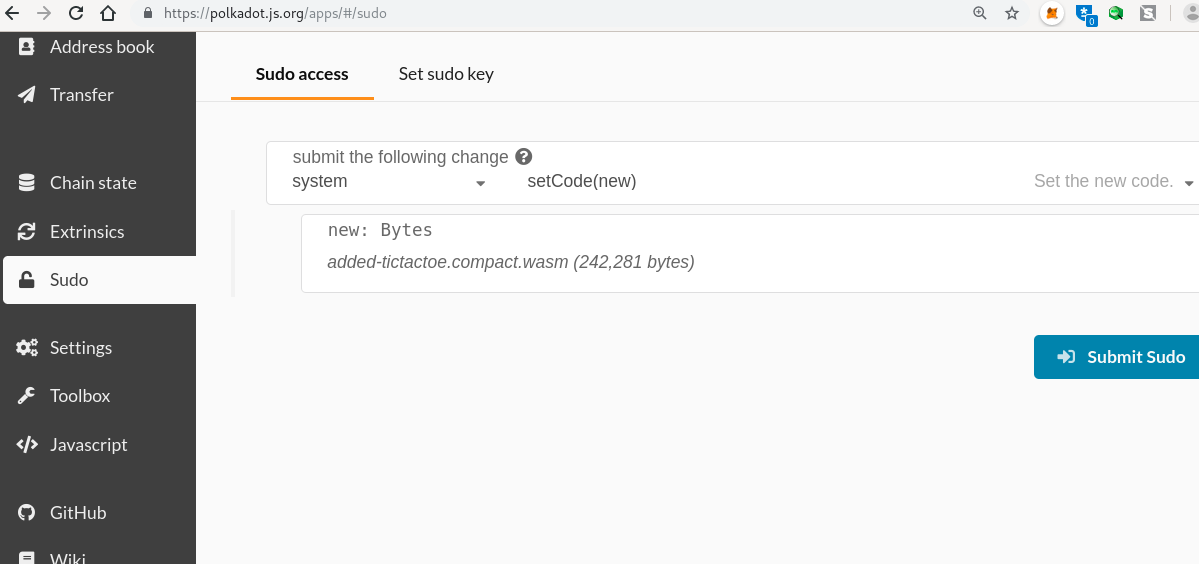 https://polkadot.js.org/apps/#/sudo
0
Address book
Transfer
Chain state
Extrinsics
Sudo
Settings
Toolbox
Javascript
GitHub
Wiki
Sudo access Set sudo key
submit the following change ?
system setCode(new) Set the new code.
new: Bytes
added-tictactoe.compact.wasm (242,281 bytes)
Submit Sudo